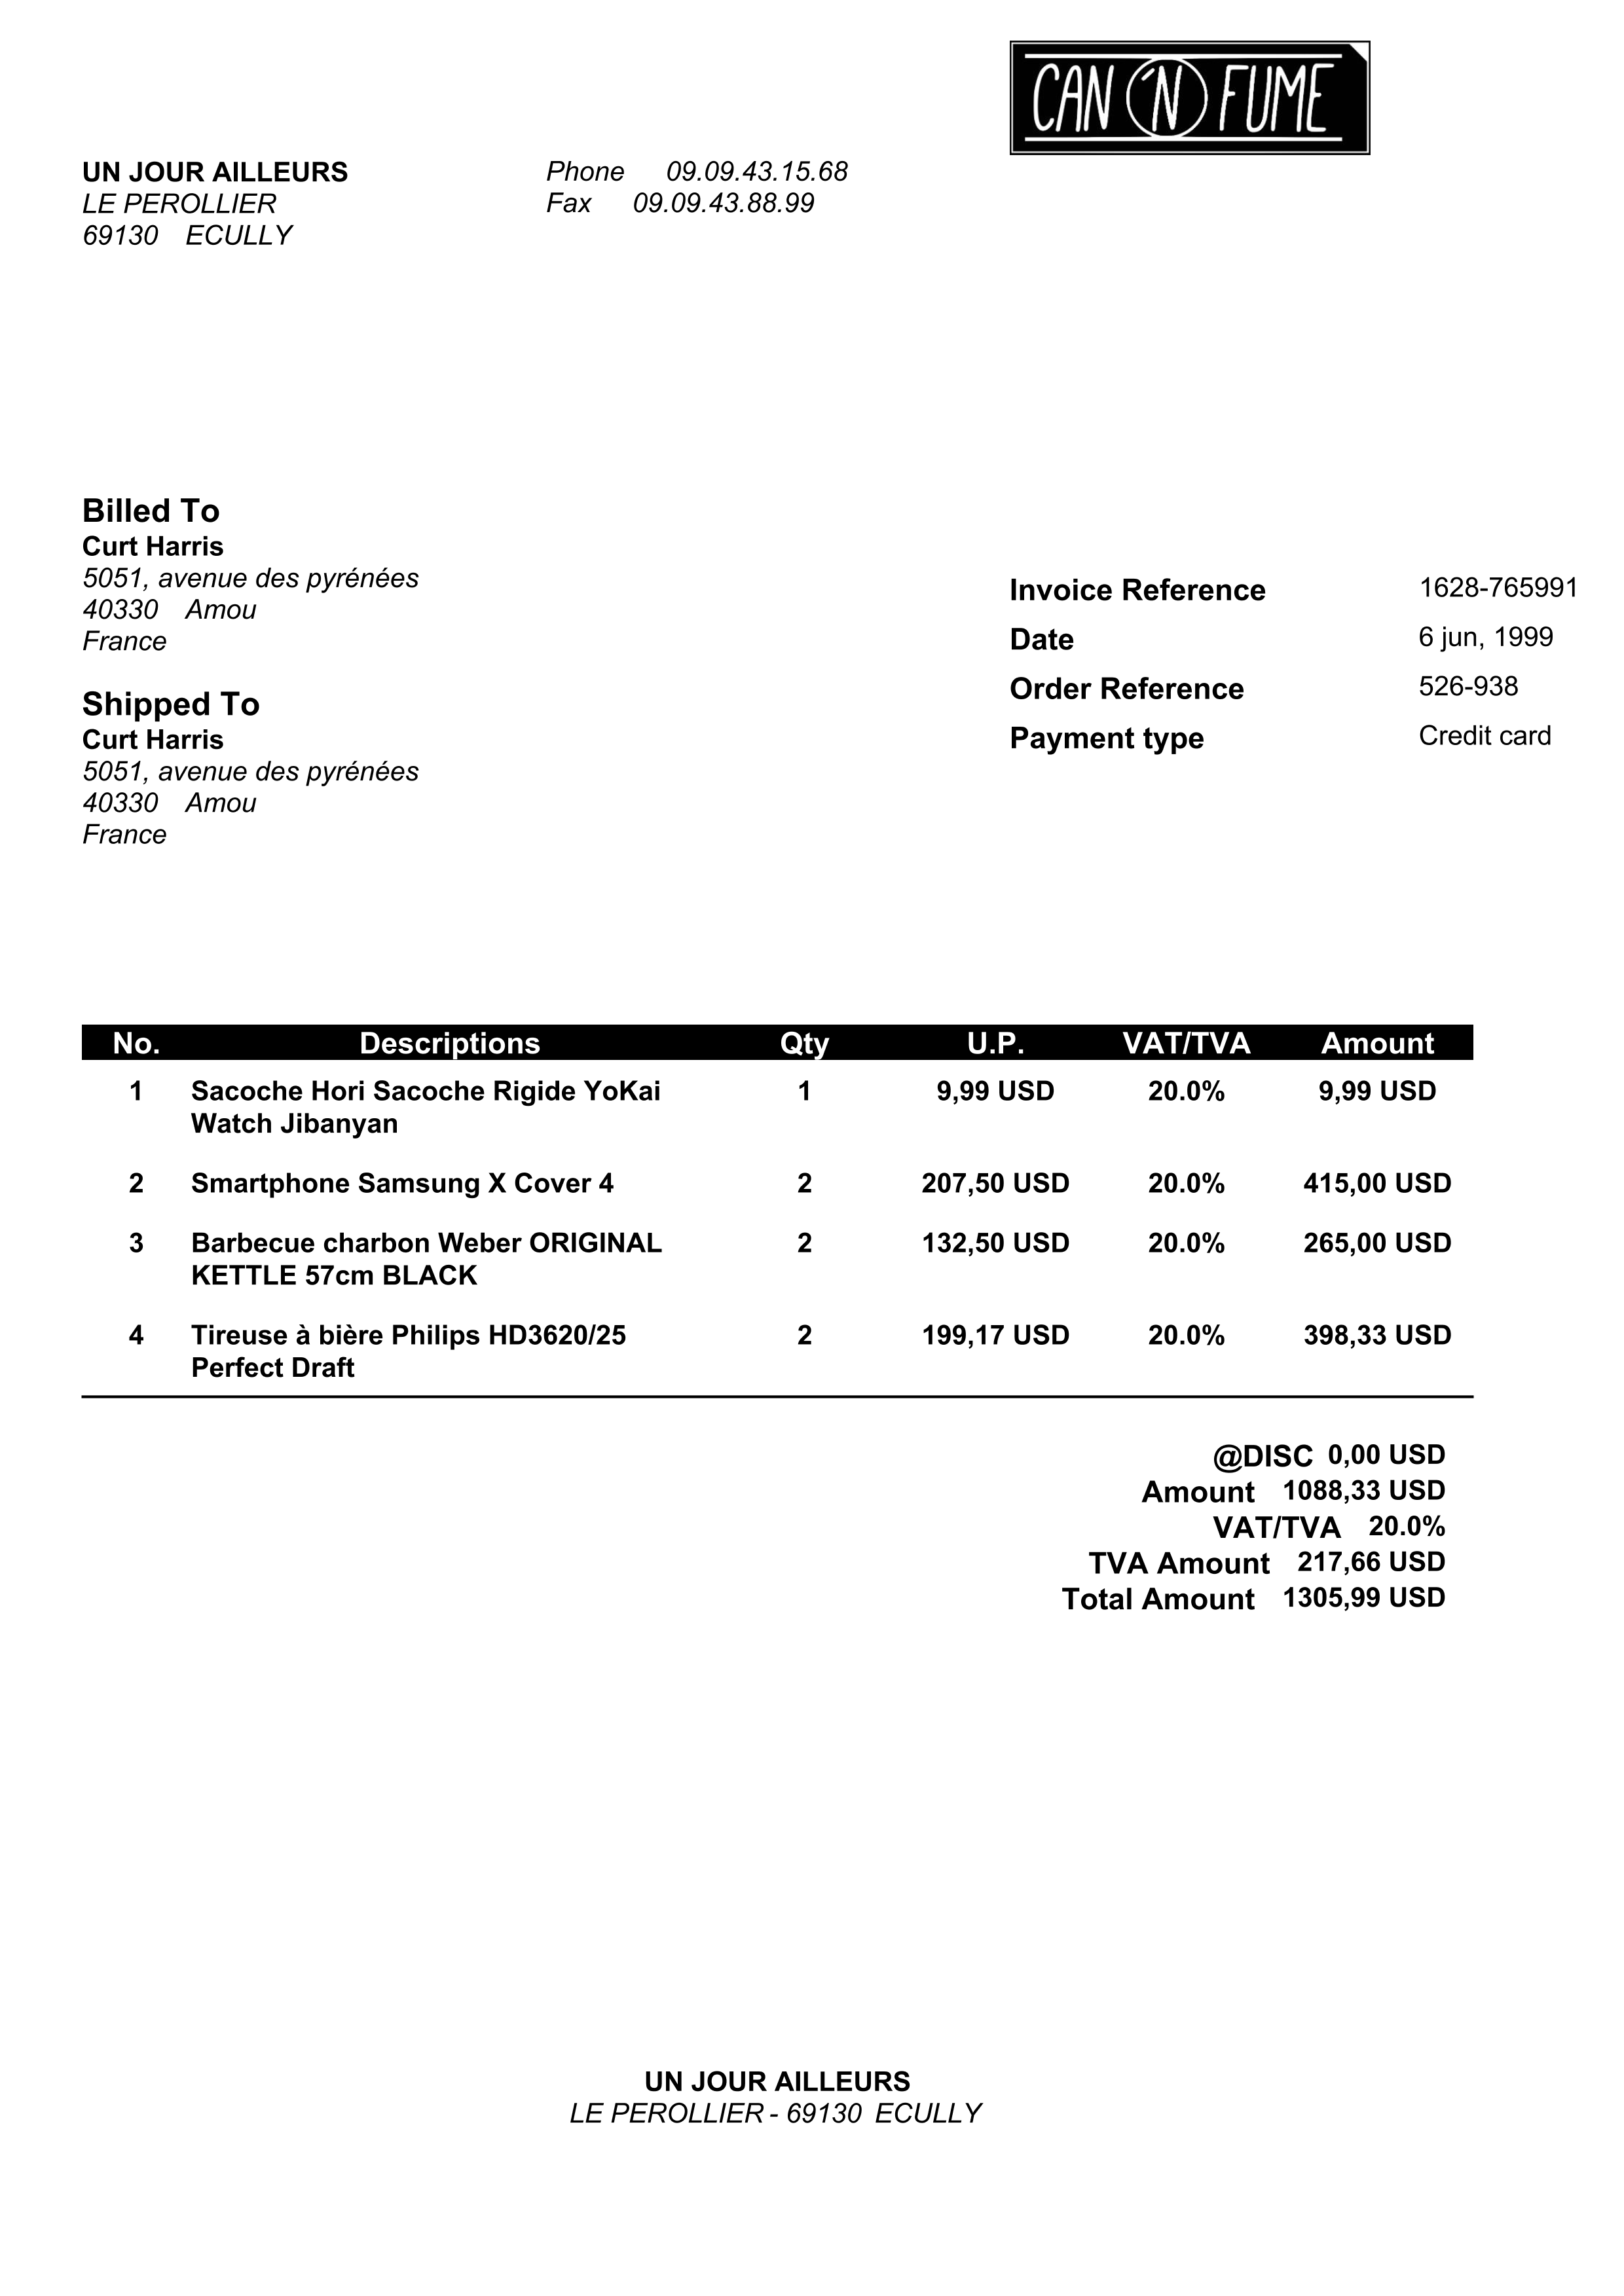 CAN 'N FUME
UN JOUR AILLEURS
LE PEROLLIER
69130 ECULLY
Phone 09.09.43.15.68
Fax 09.09.43.88.99
Billed To
Curt Harris
5051, avenue des pyrénées
40330 Amou
France
Shipped To
Curt Harris
5051, avenue des pyrénées
40330 Amou
France
Invoice Reference 1628-765991
Date 6 jun, 1999
Order Reference 526-938
Payment type Credit card
No. Descriptions Qty U.P. VAT/TVA Amount
1 Sacoche Hori Sacoche Rigide YoKai 1 9,99 USD 20.0% 9,99 USD
Watch Jibanyan
2 Smartphone Samsung X Cover 4 2 207,50 USD 20.0% 415,00 USD
3 Barbecue charbon Weber ORIGINAL 2 132,50 USD 20.0% 265,00 USD
KETTLE 57cm BLACK
4 Tireuse à bière Philips HD3620/25 2 199,17 USD 20.0% 398,33 USD
Perfect Draft
@DISC 0,00 USD
Amount 1088,33 USD
VAT/TVA 20.0%
TVA Amount 217,66 USD
Total Amount 1305,99 USD
UN JOUR AILLEURS
LE PEROLLIER - 69130 ECULLY